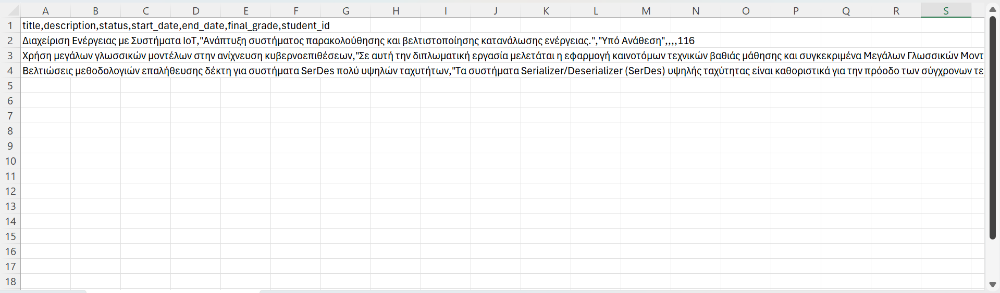 A B C D E F G H I J K L M N O P Q R S
1 title,description,status,start_date,end_date,final_grade,student_id
2 Διαχείριση Ενέργειας με Συστήματα IoT,"Ανάπτυξη συστήματος παρακολούθησης και βελτιστοποίησης κατανάλωσης ενέργειας.","Υπό Ανάθεση",,,,116
3 Χρήση μεγάλων γλωσσικών μοντέλων στην ανίχνευση κυβερνοεπιθέσεων,"Σε αυτή την διπλωματική εργασία μελετάται η εφαρμογή καινοτόμων τεχνικών βαθιάς μάθησης και συγκεκριμένα Μεγάλων Γλωσσικών Μοντ
4 Βελτιώσεις μεθοδολογιών επαλήθευσης δέκτη για συστήματα SerDes πολύ υψηλών ταχυτήτων,"Τα συστήματα Serializer/Deserializer (SerDes) υψηλής ταχύτητας είναι καθοριστικά για την πρόοδο των σύγχρονων τε
5
6
7
8
9
10
11
12
13
14
15
16
17
18